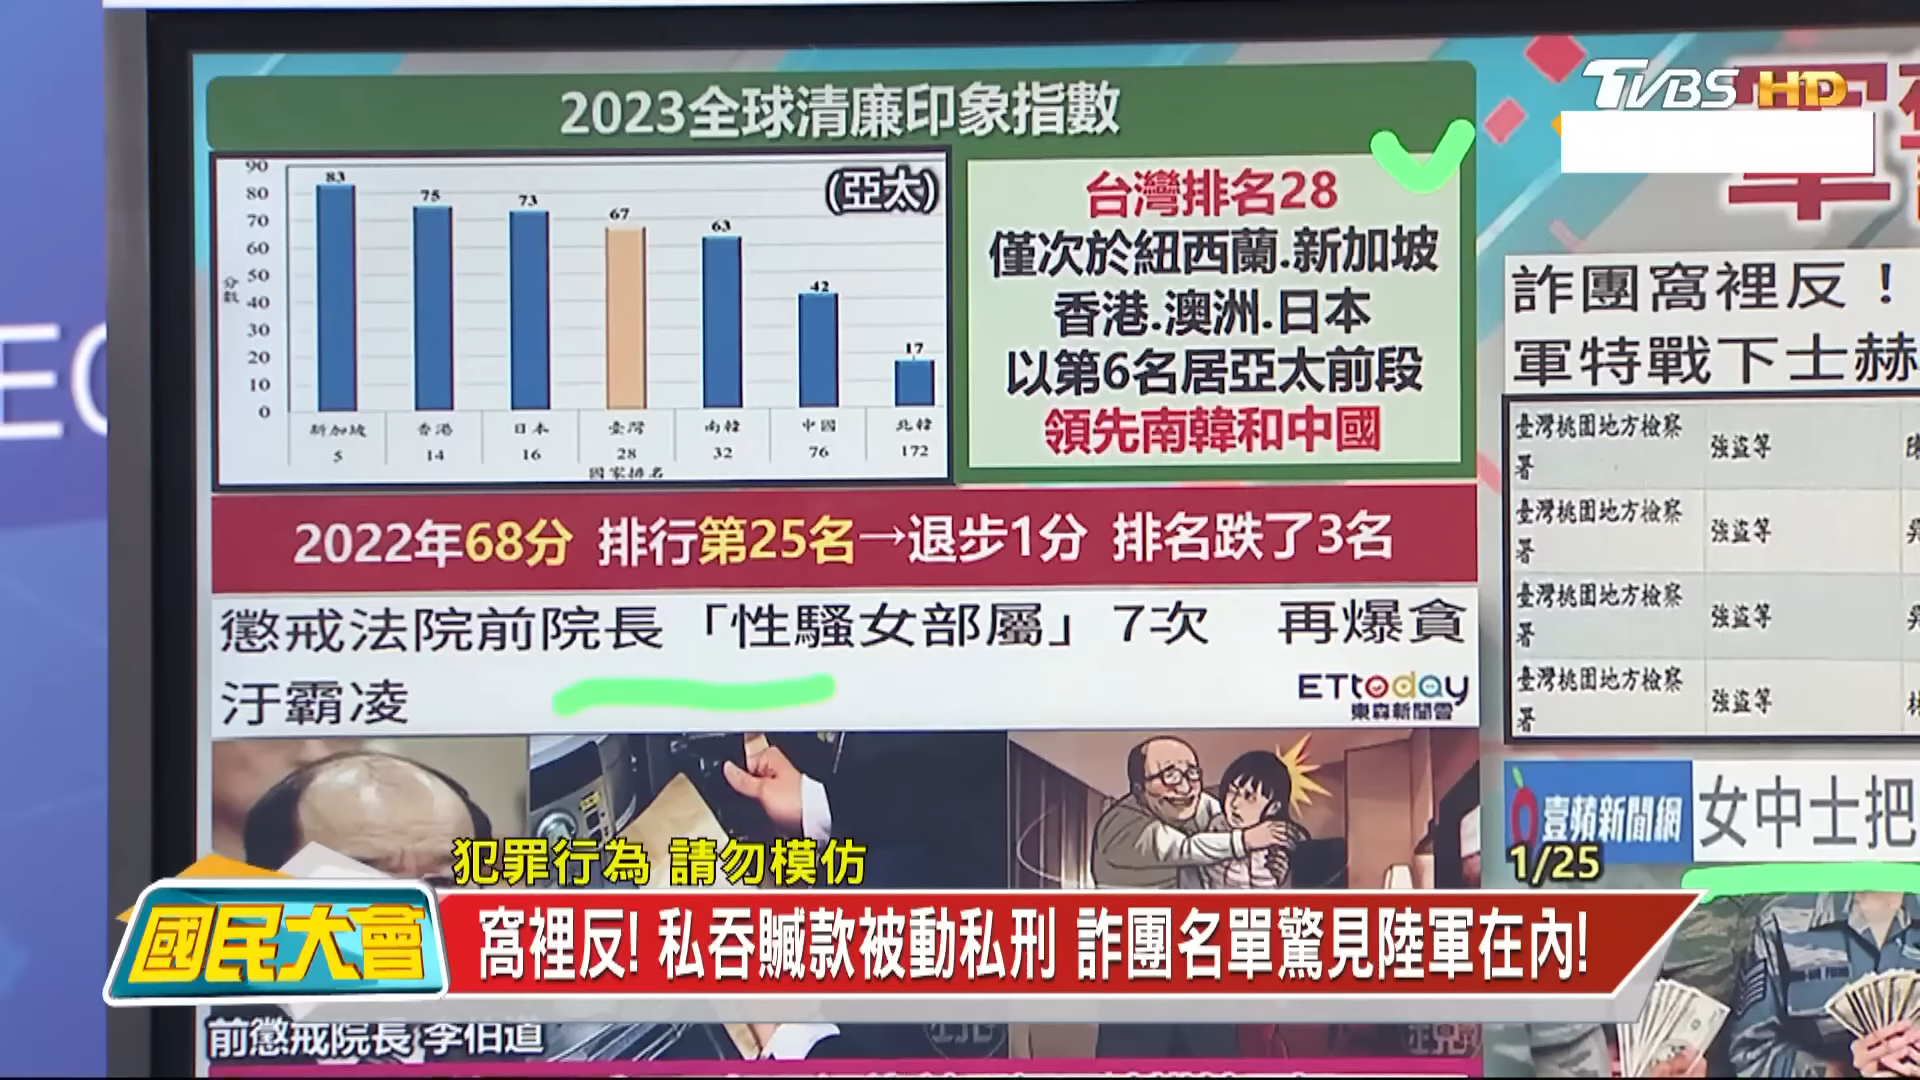 TVBS HD
2023全球清廉印象指數
(亞太)
90
80
70
60
50
40
30
20
10
0
分數
83
75
73
67
63
42
17
新加坡 香港 日本 臺灣 南韓 中國 北韓
5 14 16 28 32 76 172
國家排名
台灣排名28
僅次於紐西蘭.新加坡
香港.澳洲.日本
以第6名居亞太前段
領先南韓和中國
2022年68分 排行第25名→退步1分 排名跌了3名
懲戒法院前院長「性騷女部屬」7次 再爆貪
汙霸凌
ETtoday
東森新聞雲
詐團窩裡反！
軍特戰下士赫
臺灣桃園地方檢察
署
強盜等
臺灣桃園地方檢察
署
強盜等
臺灣桃園地方檢察
署
強盜等
臺灣桃園地方檢察
署
強盜等
壹蘋新聞網
女中士把
1/25
犯罪行為 請勿模仿
國民大會
窩裡反! 私吞贓款被動私刑 詐團名單驚見陸軍在內!
前懲戒院長 李伯道